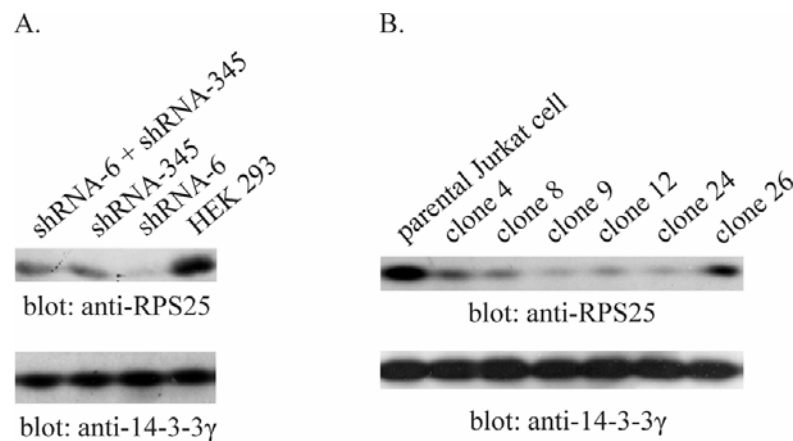 A.
shRNA-6 + shRNA-345
shRNA-345
shRNA-6
HEK 293
blot: anti-RPS25
blot: anti-14-3-3γ
B.
parental Jurkat cell
clone 4
clone 8
clone 9
clone 12
clone 24
clone 26
blot: anti-RPS25
blot: anti-14-3-3γ